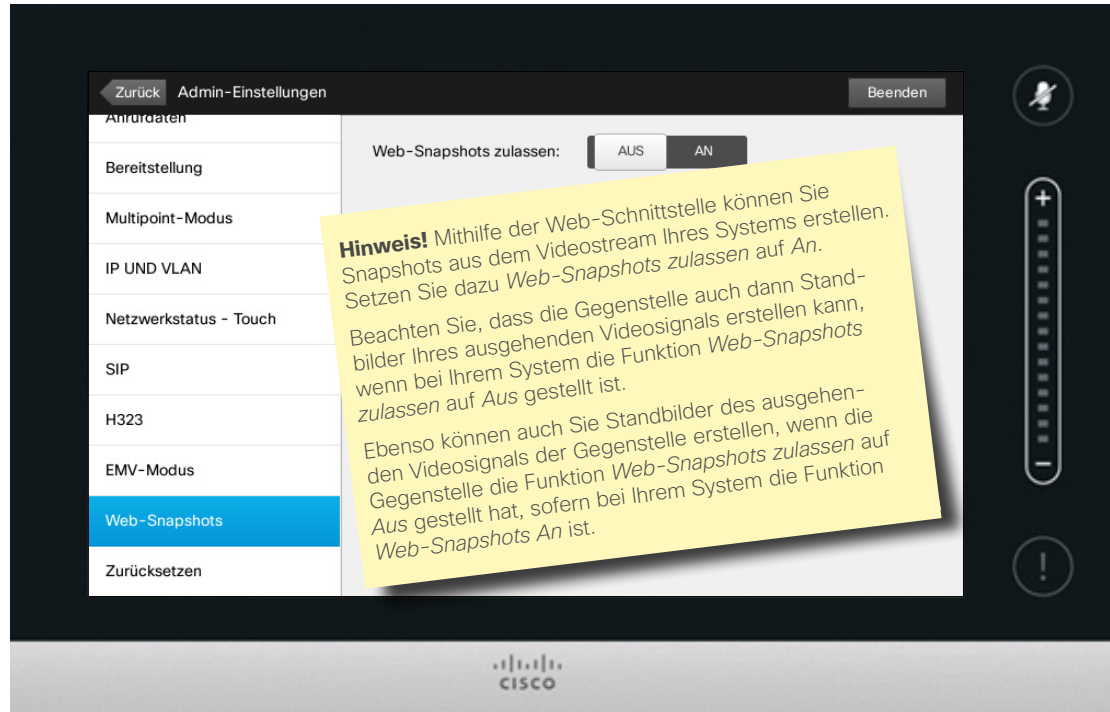 Zurück Admin-Einstellungen Beenden
Anrufdaten
Bereitstellung
Multipoint-Modus
IP UND VLAN
Netzwerkstatus - Touch
SIP
H323
EMV-Modus
Web-Snapshots
Zurücksetzen
Web-Snapshots zulassen: AUS AN
Hinweis! Mithilfe der Web-Schnittstelle können Sie
Snapshots aus dem Videostream Ihres Systems erstellen.
Setzen Sie dazu Web-Snapshots zulassen auf An.
Beachten Sie, dass die Gegenstelle auch dann Stand-
bilder Ihres ausgehenden Videosignals erstellen kann,
wenn bei Ihrem System die Funktion Web-Snapshots
zulassen auf Aus gestellt ist.
Ebenso können auch Sie Standbilder des ausgehen-
den Videosignals der Gegenstelle erstellen, wenn die
Gegenstelle die Funktion Web-Snapshots zulassen auf
Aus gestellt hat, sofern bei Ihrem System die Funktion
Web-Snapshots An ist.
+
−
!
CISCO